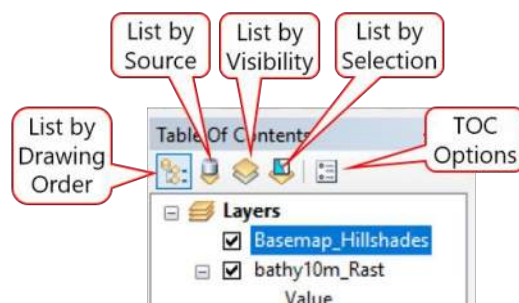 List by
Source
List by
Visibility
List by
Selection
List by
Drawing
Order
TOC
Options
Table Of Contents
Layers
Basemap_Hillshades
bathy10m_Rast
Value